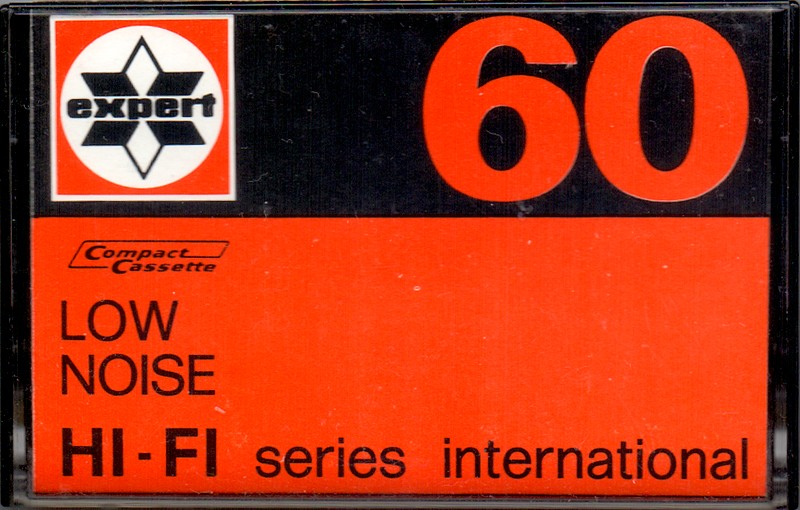 expert
60
Compact
Cassette
LOW
NOISE
HI-FI series international